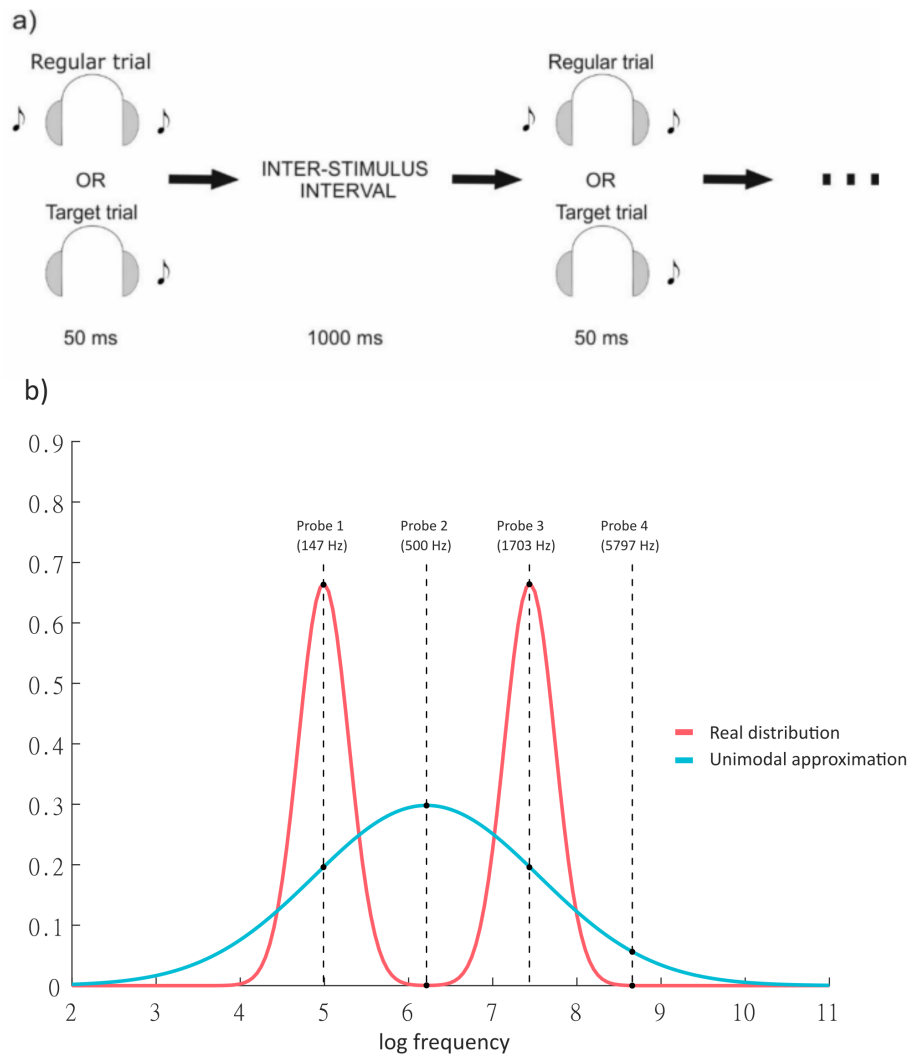 a)
Regular trial
Regular trial
OR
INTER-STIMULUS
INTERVAL
OR
Target trial
Target trial
50 ms
1000 ms
50 ms
b)
0.9
0.8
0.7
0.6
0.5
0.4
0.3
0.2
0.1
0
Probe 1
(147 Hz)
Probe 2
(500 Hz)
Probe 3
(1703 Hz)
Probe 4
(5797 Hz)
Real distribution
Unimodal approximation
2 3 4 5 6 7 8 9 10 11
log frequency